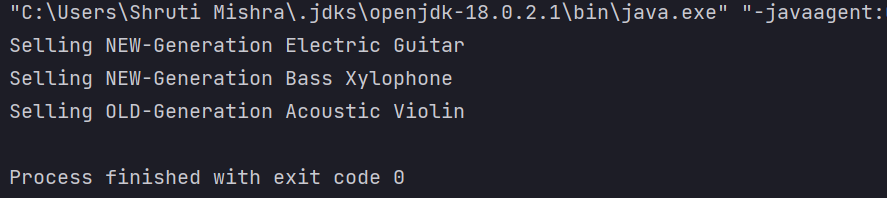 "C:\Users\Shruti Mishra\.jdks\openjdk-18.0.2.1\bin\java.exe" "-javaagent:
Selling NEW-Generation Electric Guitar
Selling NEW-Generation Bass Xylophone
Selling OLD-Generation Acoustic Violin
Process finished with exit code 0